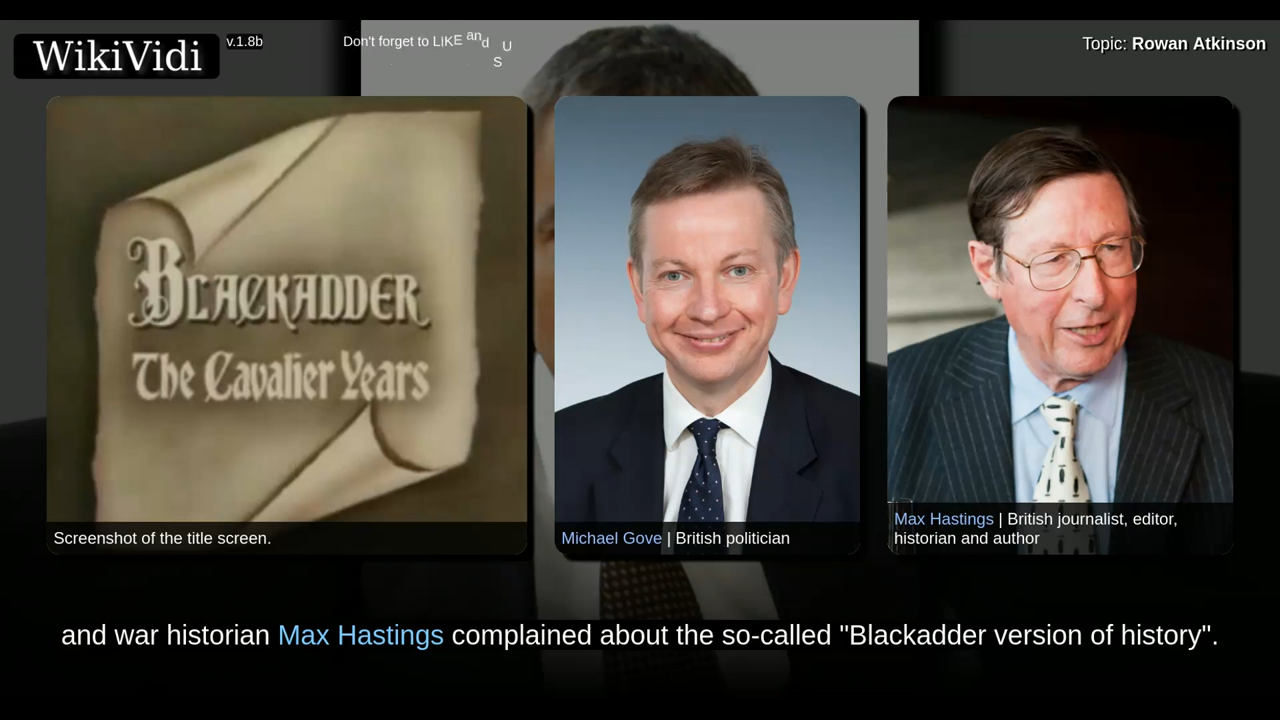 WikiVidi
v.1.8b
Don't forget to LIKE and
U
S
Topic: Rowan Atkinson
BLACKADDER
The Cavalier Years
Screenshot of the title screen.
Michael Gove | British politician
Max Hastings | British journalist, editor,
historian and author
and war historian Max Hastings complained about the so-called "Blackadder version of history".